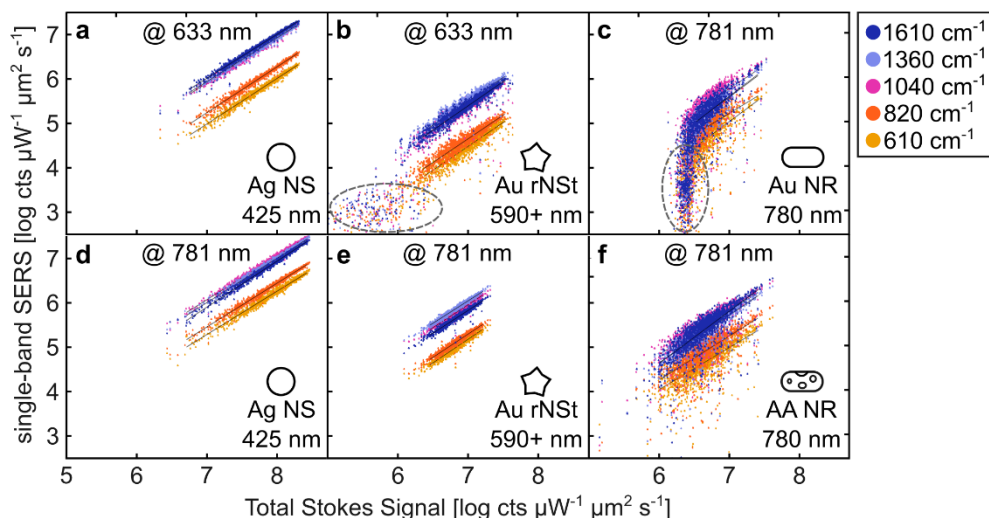 a @ 633 nm
Ag NS
425 nm
b @ 633 nm
Au rNSt
590+ nm
c @ 781 nm
Au NR
780 nm
1610 cm⁻¹
1360 cm⁻¹
1040 cm⁻¹
820 cm⁻¹
610 cm⁻¹
d @ 781 nm
Ag NS
425 nm
e @ 781 nm
Au rNSt
590+ nm
f @ 781 nm
AA NR
780 nm
7
6
5
4
3
7
6
5
4
3
5 6 7 8 6 7 8 6 7 8
single-band SERS [log cts µW⁻¹ µm² s⁻¹]
Total Stokes Signal [log cts µW⁻¹ µm² s⁻¹]